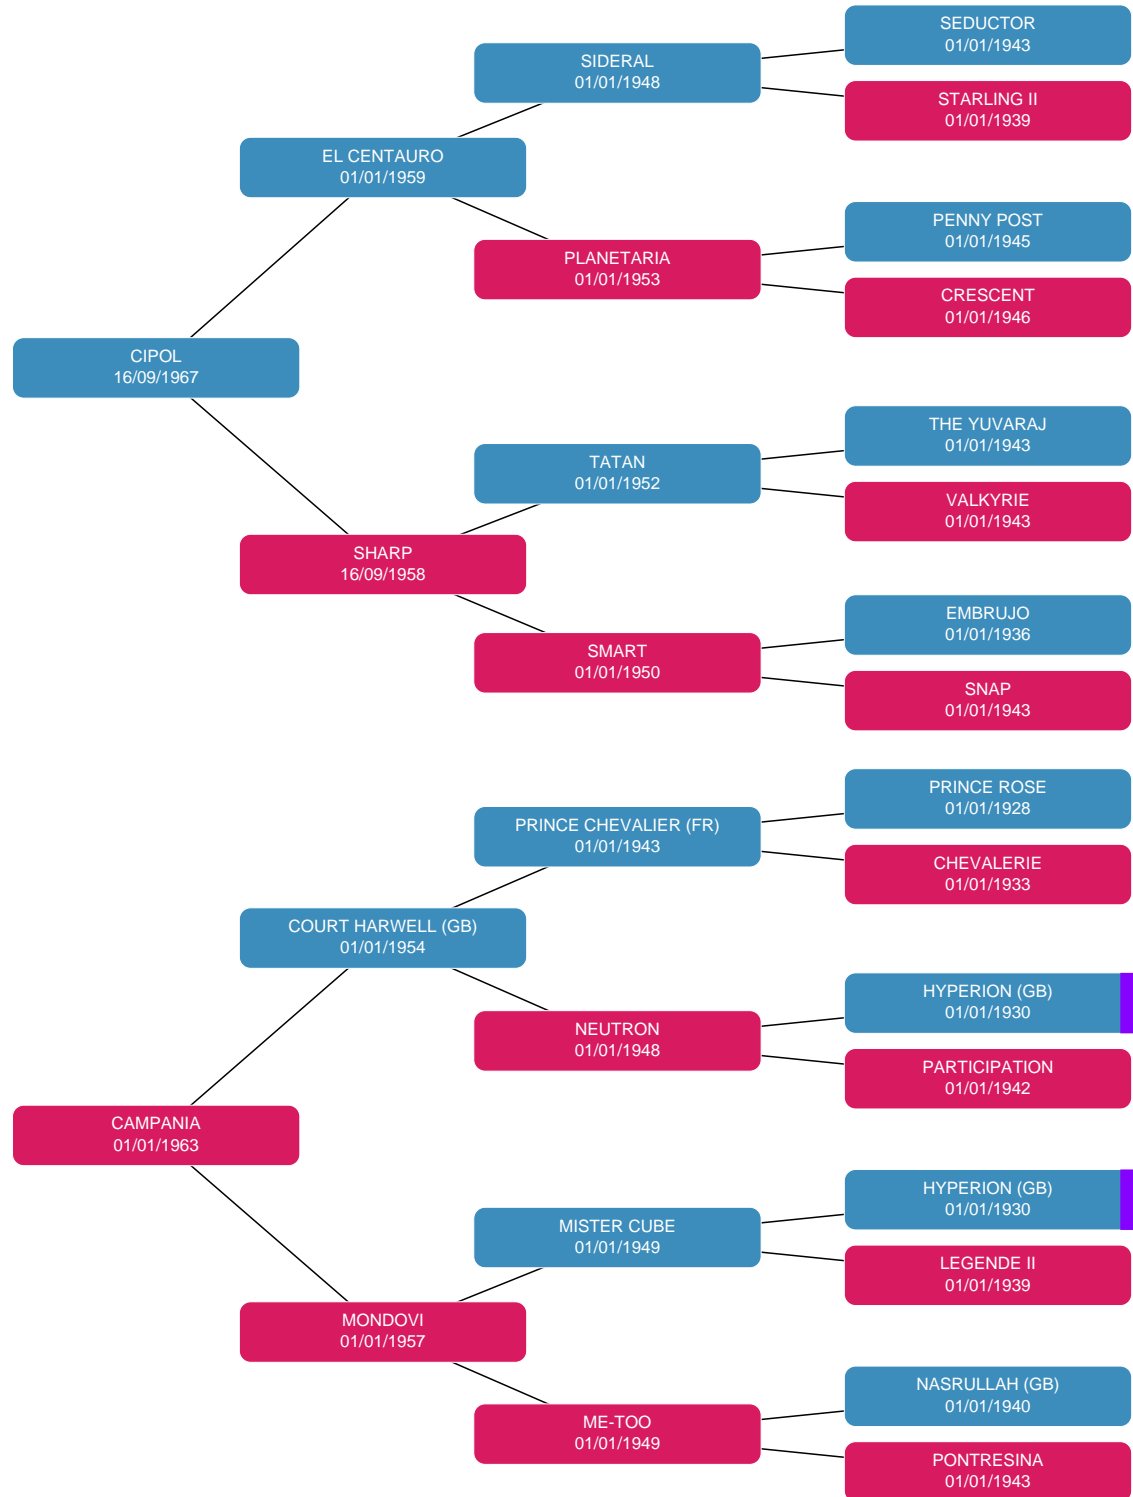 SEDUCTOR
01/01/1943
SIDERAL
01/01/1948
STARLING II
01/01/1939
EL CENTAURO
01/01/1959
PENNY POST
01/01/1945
PLANETARIA
01/01/1953
CRESCENT
01/01/1946
CIPOL
16/09/1967
THE YUVARAJ
01/01/1943
TATAN
01/01/1952
VALKYRIE
01/01/1943
SHARP
16/09/1958
EMBRUJO
01/01/1936
SMART
01/01/1950
SNAP
01/01/1943
PRINCE ROSE
01/01/1928
PRINCE CHEVALIER (FR)
01/01/1943
CHEVALERIE
01/01/1933
COURT HARWELL (GB)
01/01/1954
HYPERION (GB)
01/01/1930
NEUTRON
01/01/1948
PARTICIPATION
01/01/1942
CAMPANIA
01/01/1963
HYPERION (GB)
01/01/1930
MISTER CUBE
01/01/1949
LEGENDE II
01/01/1939
MONDOVI
01/01/1957
NASRULLAH (GB)
01/01/1940
ME-TOO
01/01/1949
PONTRESINA
01/01/1943